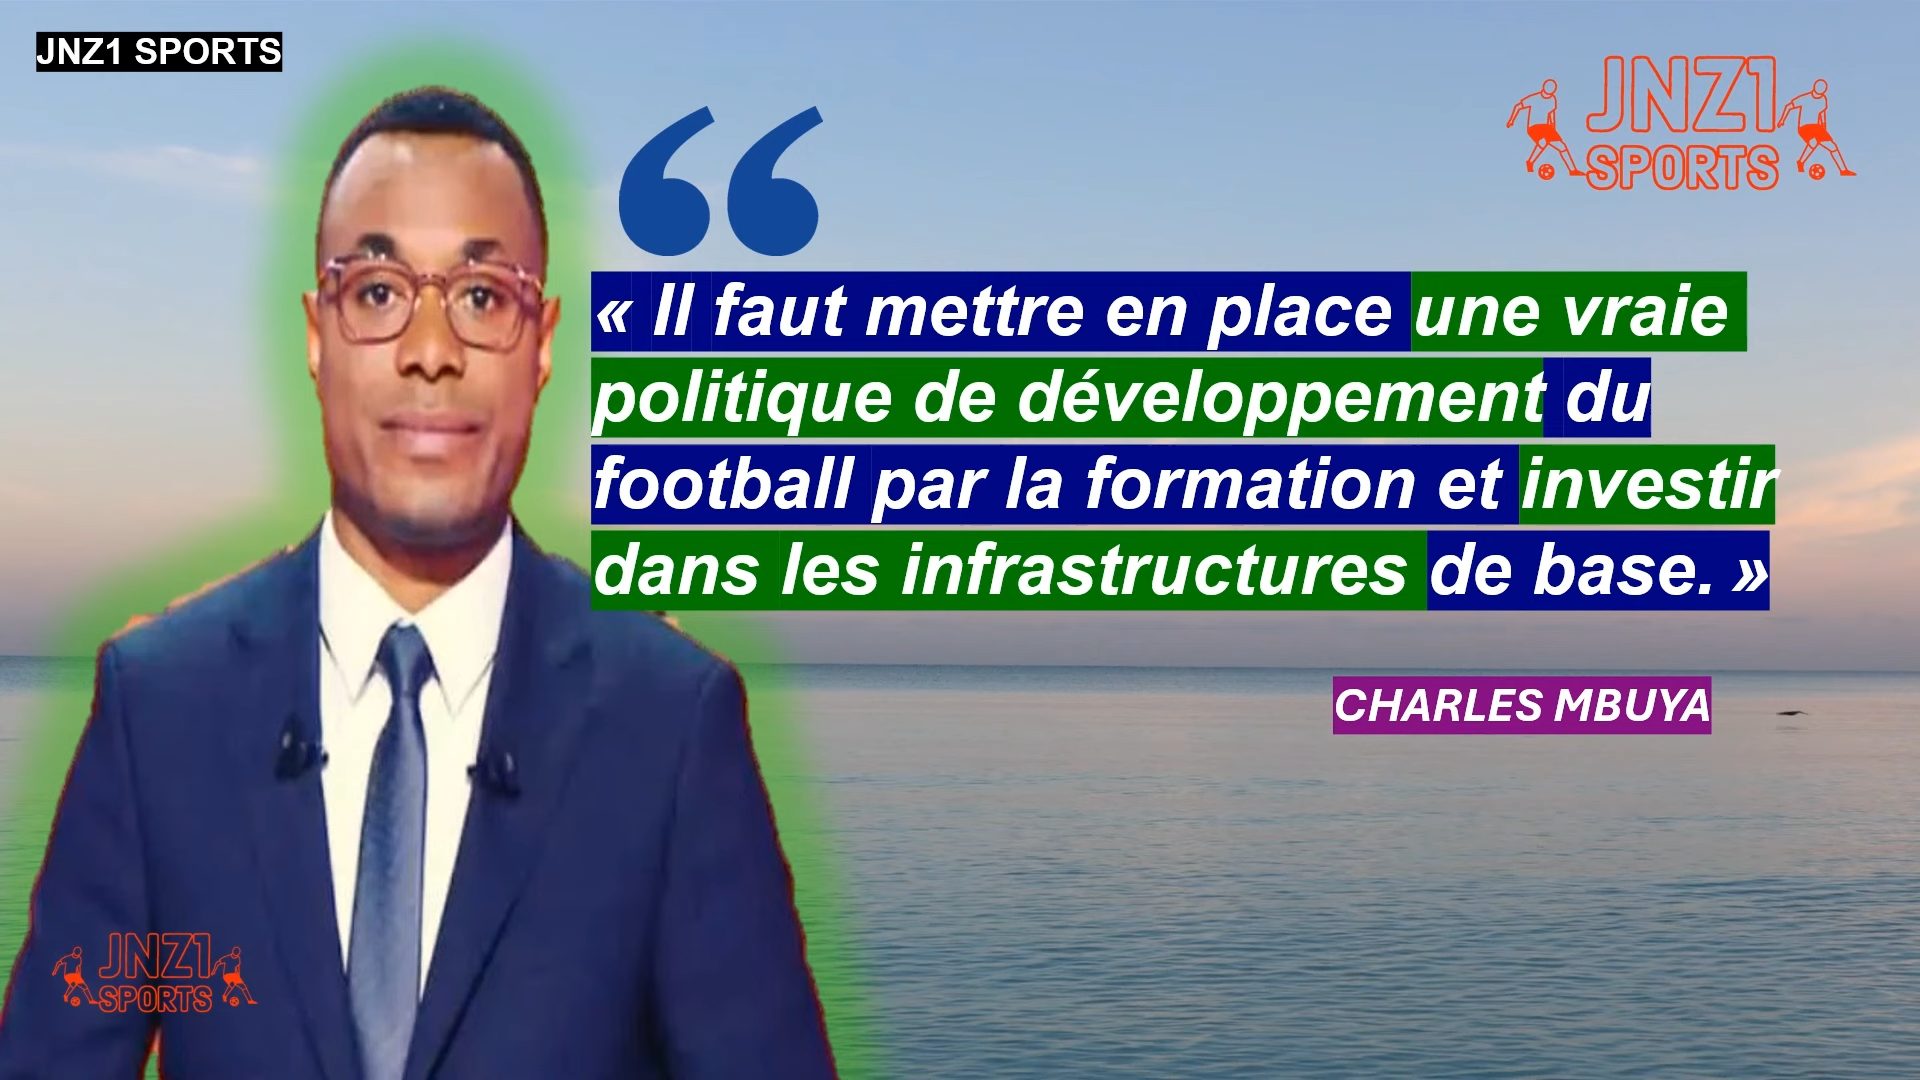 JNZ1 SPORTS
JNZ1
SPORTS
« Il faut mettre en place une vraie
politique de développement du
football par la formation et investir
dans les infrastructures de base. »
CHARLES MBUYA
JNZ1
SPORTS